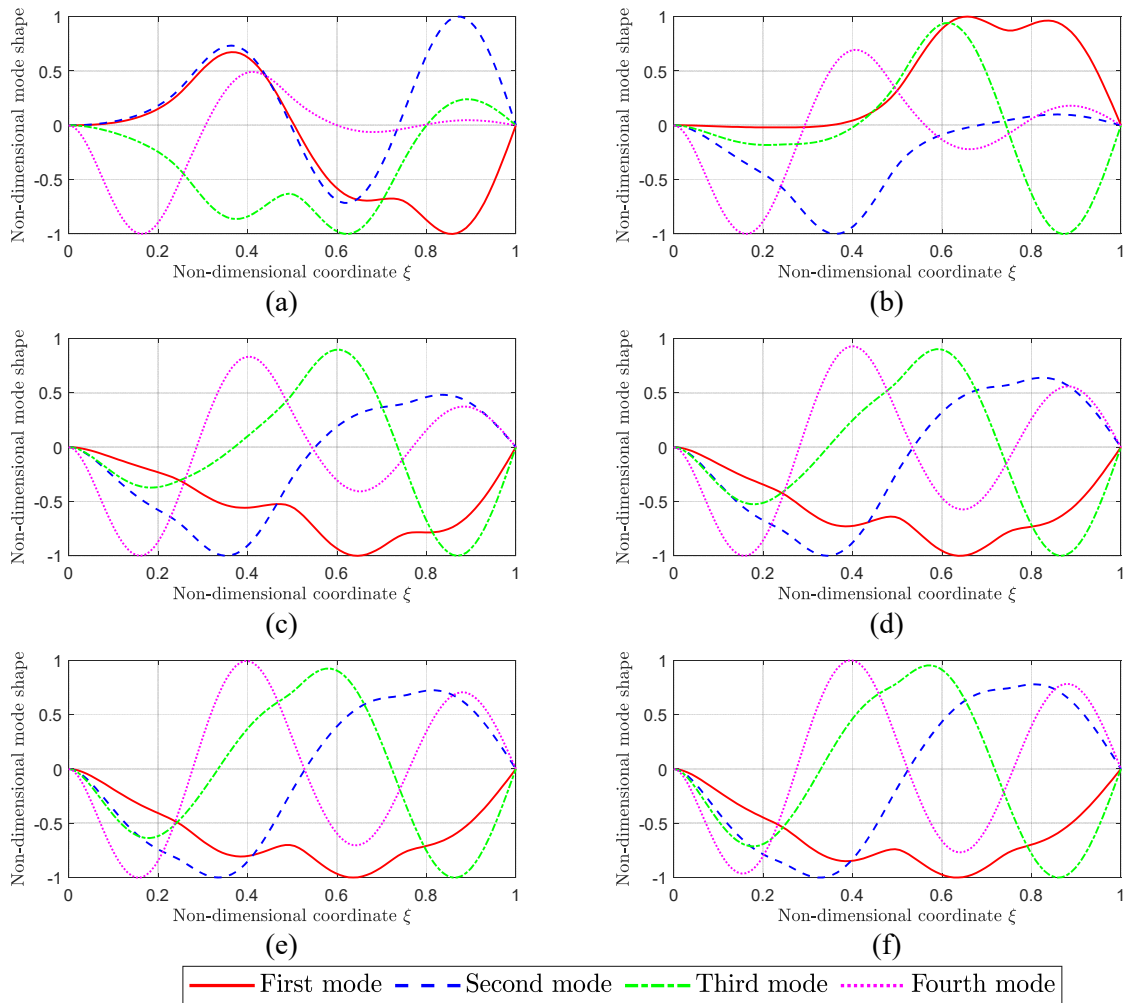 Non-dimensional mode shape
1
0.5
0
-0.5
-1
0 0.2 0.4 0.6 0.8 1
Non-dimensional coordinate ξ
(a)
Non-dimensional mode shape
1
0.5
0
-0.5
-1
0 0.2 0.4 0.6 0.8 1
Non-dimensional coordinate ξ
(b)
Non-dimensional mode shape
1
0.5
0
-0.5
-1
0 0.2 0.4 0.6 0.8 1
Non-dimensional coordinate ξ
(c)
Non-dimensional mode shape
1
0.5
0
-0.5
-1
0 0.2 0.4 0.6 0.8 1
Non-dimensional coordinate ξ
(d)
Non-dimensional mode shape
1
0.5
0
-0.5
-1
0 0.2 0.4 0.6 0.8 1
Non-dimensional coordinate ξ
(e)
Non-dimensional mode shape
1
0.5
0
-0.5
-1
0 0.2 0.4 0.6 0.8 1
Non-dimensional coordinate ξ
(f)
First mode Second mode Third mode Fourth mode